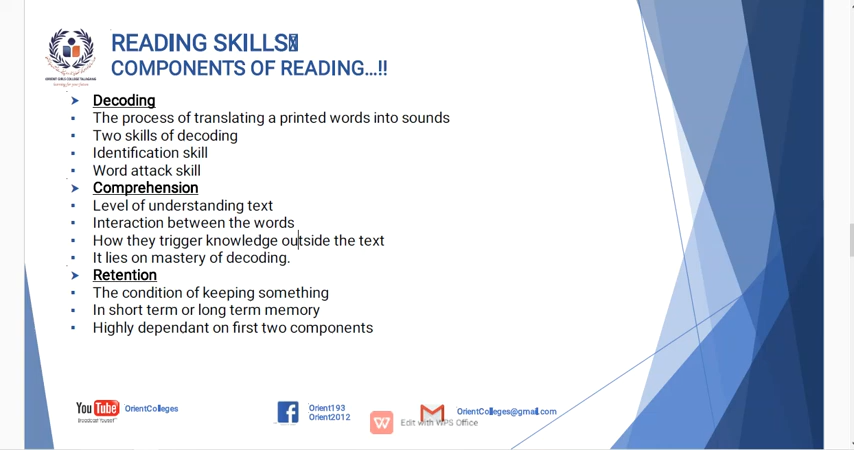 READING SKILLS
COMPONENTS OF READING...!!
➤ Decoding
▪ The process of translating a printed words into sounds
▪ Two skills of decoding
▪ Identification skill
▪ Word attack skill
➤ Comprehension
▪ Level of understanding text
▪ Interaction between the words
▪ How they trigger knowledge outside the text
▪ It lies on mastery of decoding.
➤ Retention
▪ The condition of keeping something
▪ In short term or long term memory
▪ Highly dependant on first two components
YouTube OrientColleges
Broadcast Yourself
Orient193
Orient2012
OrientColleges@gmail.com
Edit with WPS Office
ORIENT GIRLS COLLEGE TALAGANG